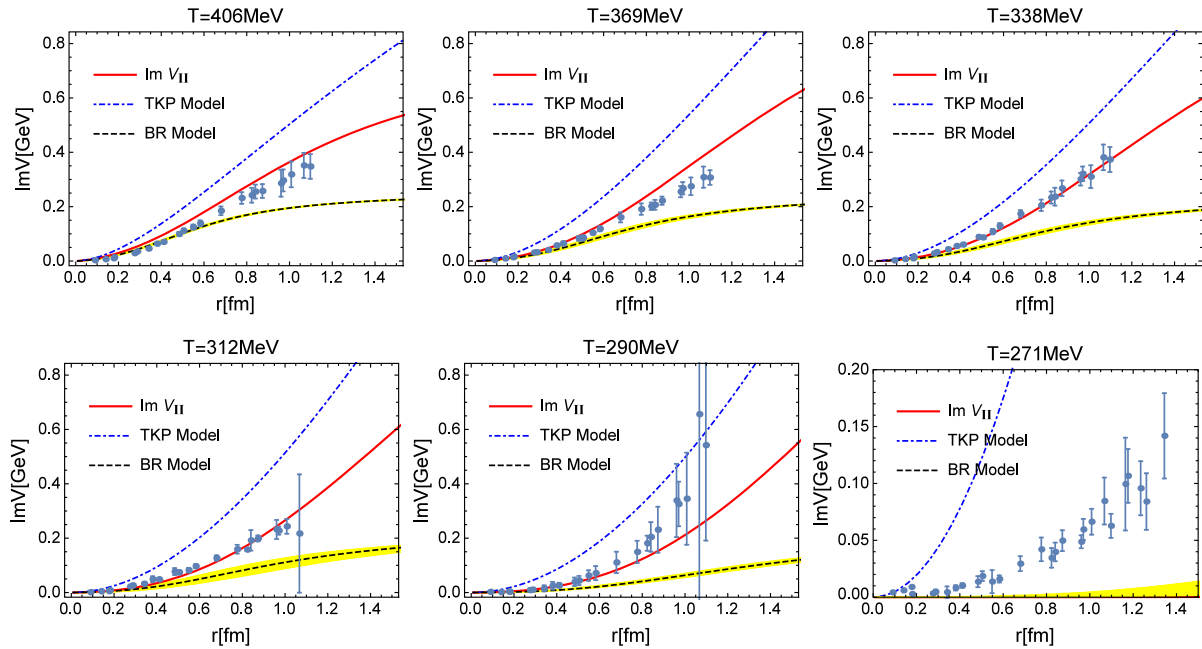 T=406MeV
ImV[GeV]
0.8
0.6
0.4
0.2
0.0
Im V_II
TKP Model
BR Model
0.0 0.2 0.4 0.6 0.8 1.0 1.2 1.4
r[fm]
T=369MeV
ImV[GeV]
0.8
0.6
0.4
0.2
0.0
Im V_II
TKP Model
BR Model
0.0 0.2 0.4 0.6 0.8 1.0 1.2 1.4
r[fm]
T=338MeV
ImV[GeV]
0.8
0.6
0.4
0.2
0.0
Im V_II
TKP Model
BR Model
0.0 0.2 0.4 0.6 0.8 1.0 1.2 1.4
r[fm]
T=312MeV
ImV[GeV]
0.8
0.6
0.4
0.2
0.0
Im V_II
TKP Model
BR Model
0.0 0.2 0.4 0.6 0.8 1.0 1.2 1.4
r[fm]
T=290MeV
ImV[GeV]
0.8
0.6
0.4
0.2
0.0
Im V_II
TKP Model
BR Model
0.0 0.2 0.4 0.6 0.8 1.0 1.2 1.4
r[fm]
T=271MeV
ImV[GeV]
0.20
0.15
0.10
0.05
0.00
Im V_II
TKP Model
BR Model
0.0 0.2 0.4 0.6 0.8 1.0 1.2 1.4
r[fm]